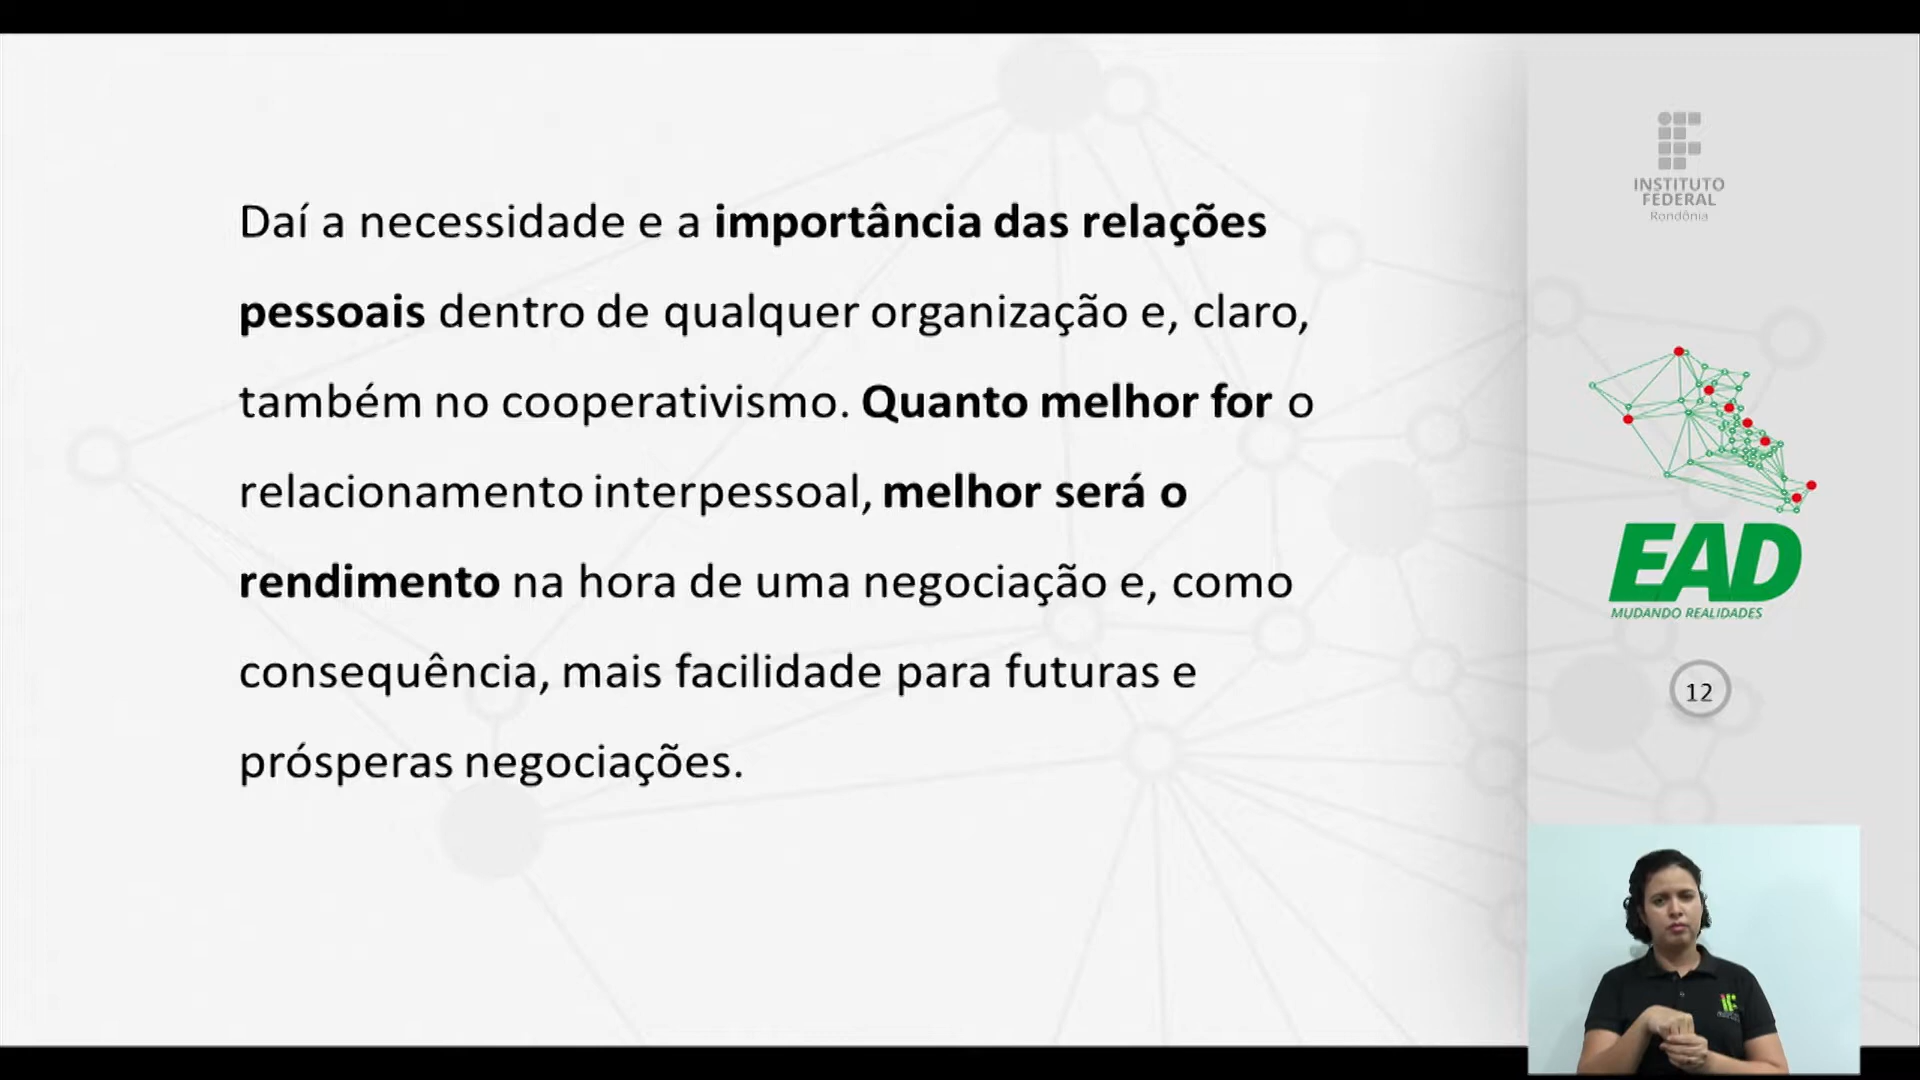 Daí a necessidade e a importância das relações
pessoais dentro de qualquer organização e, claro,
também no cooperativismo. Quanto melhor for o
relacionamento interpessoal, melhor será o
rendimento na hora de uma negociação e, como
consequência, mais facilidade para futuras e
prósperas negociações.
INSTITUTO
FEDERAL
Rondônia
EAD
MUDANDO REALIDADES
12